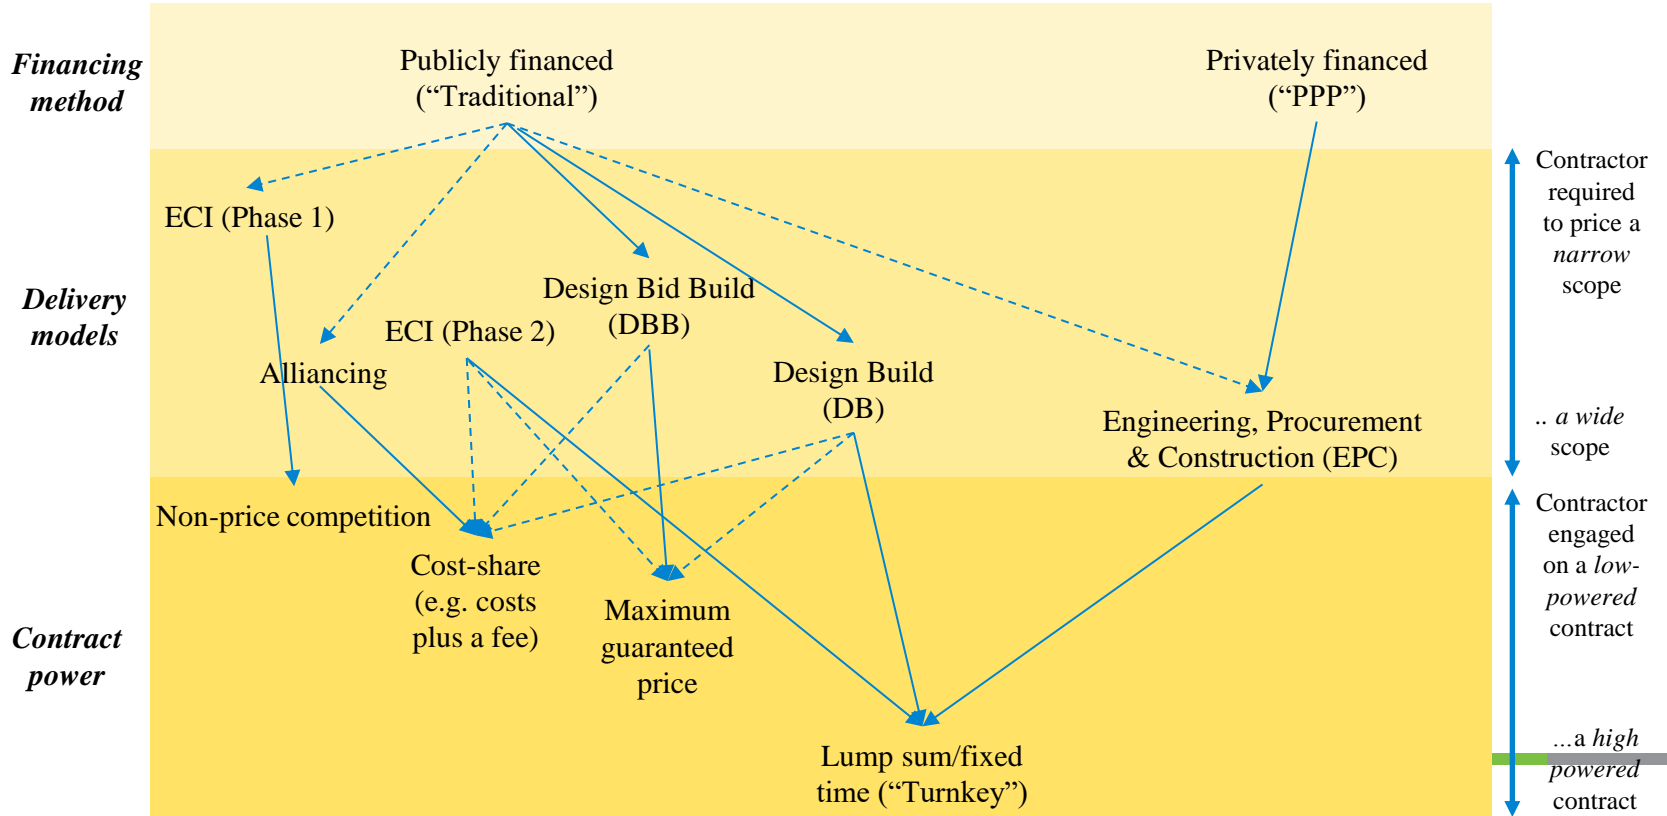 Financing
method
Publicly financed
(“Traditional”)
Privately financed
(“PPP”)
Delivery
models
ECI (Phase 1)
Design Bid Build
(DBB)
ECI (Phase 2)
Alliancing
Design Build
(DB)
Engineering, Procurement
& Construction (EPC)
Contractor
required
to price a
narrow
scope
.. a wide
scope
Contract
power
Non-price competition
Cost-share
(e.g. costs
plus a fee)
Maximum
guaranteed
price
Lump sum/fixed
time (“Turnkey”)
Contractor
engaged
on a low-
powered
contract
...a high
powered
contract